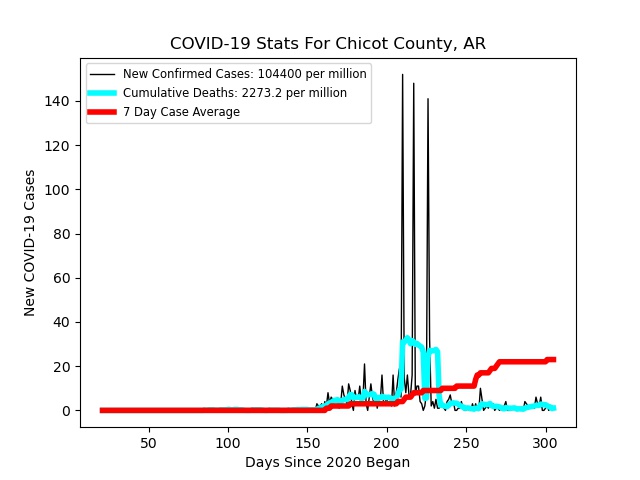 COVID-19 Stats For Chicot County, AR
New Confirmed Cases: 104400 per million
Cumulative Deaths: 2273.2 per million
7 Day Case Average
New COVID-19 Cases
140
120
100
80
60
40
20
0
50 100 150 200 250 300
Days Since 2020 Began